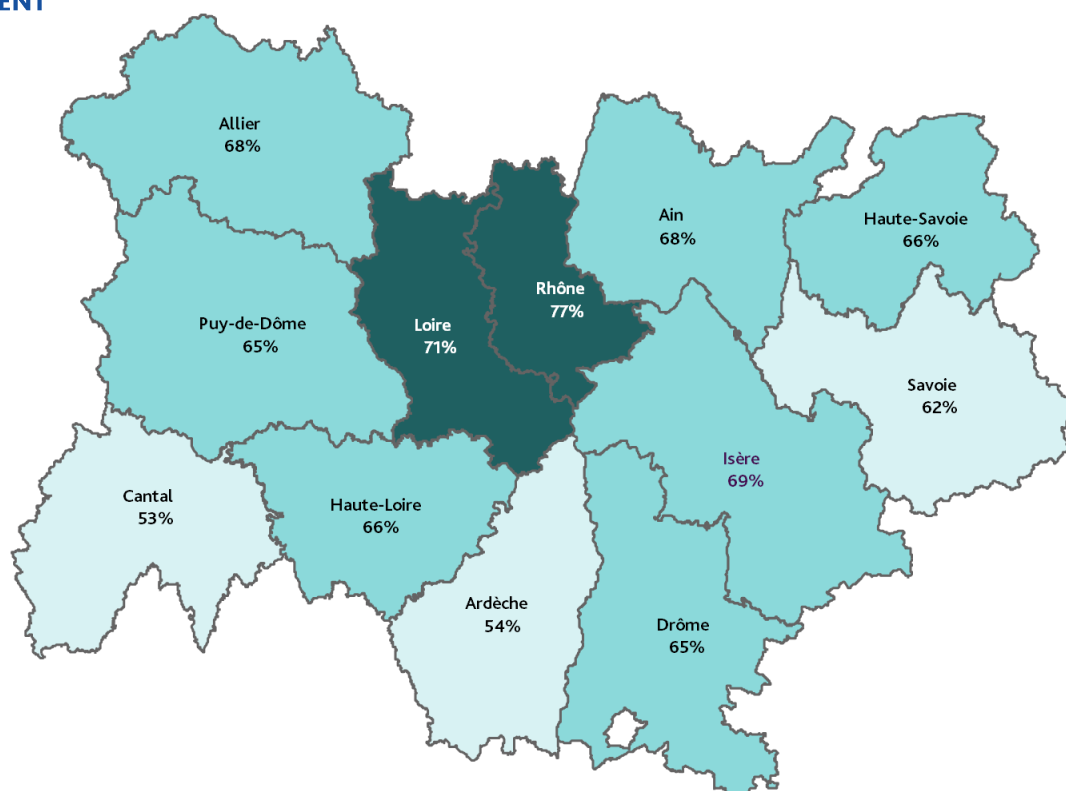 Allier
68%
Ain
68%
Haute-Savoie
66%
Rhône
77%
Puy-de-Dôme
65%
Loire
71%
Savoie
62%
Isère
69%
Cantal
53%
Haute-Loire
66%
Ardèche
54%
Drôme
65%